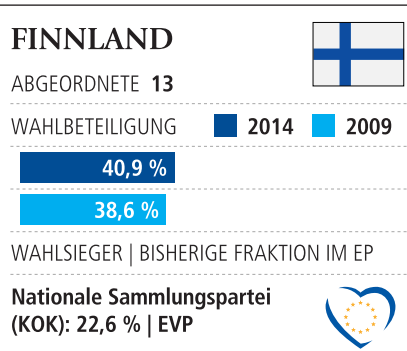 FINNLAND
ABGEORDNETE 13
WAHLBETEILIGUNG 2014 2009
40,9 %
38,6 %
WAHLSIEGER | BISHERIGE FRAKTION IM EP
Nationale Sammlungspartei
(KOK): 22,6 % | EVP